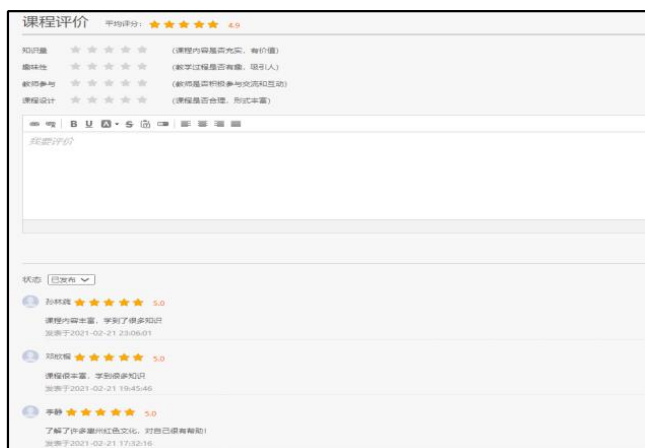 课程评价 平均评分: 4.9
知识量 (课程内容是否充实、有价值)
趣味性 (教学过程是否有趣、吸引人)
教师参与 (教师是否积极参与交流和互动)
课程设计 (课程是否合理、形式丰富)
B U A S
我要评价
状态 已发布
孙林茜 5.0
课程内容丰富，学到了很多知识
发表于2021-02-21 23:06:01
邓欣桐 5.0
课程很丰富，学到很多知识
发表于2021-02-21 19:45:46
李静 5.0
了解了许多惠州红色文化，对自己很有帮助!
发表于2021-02-21 17:32:16